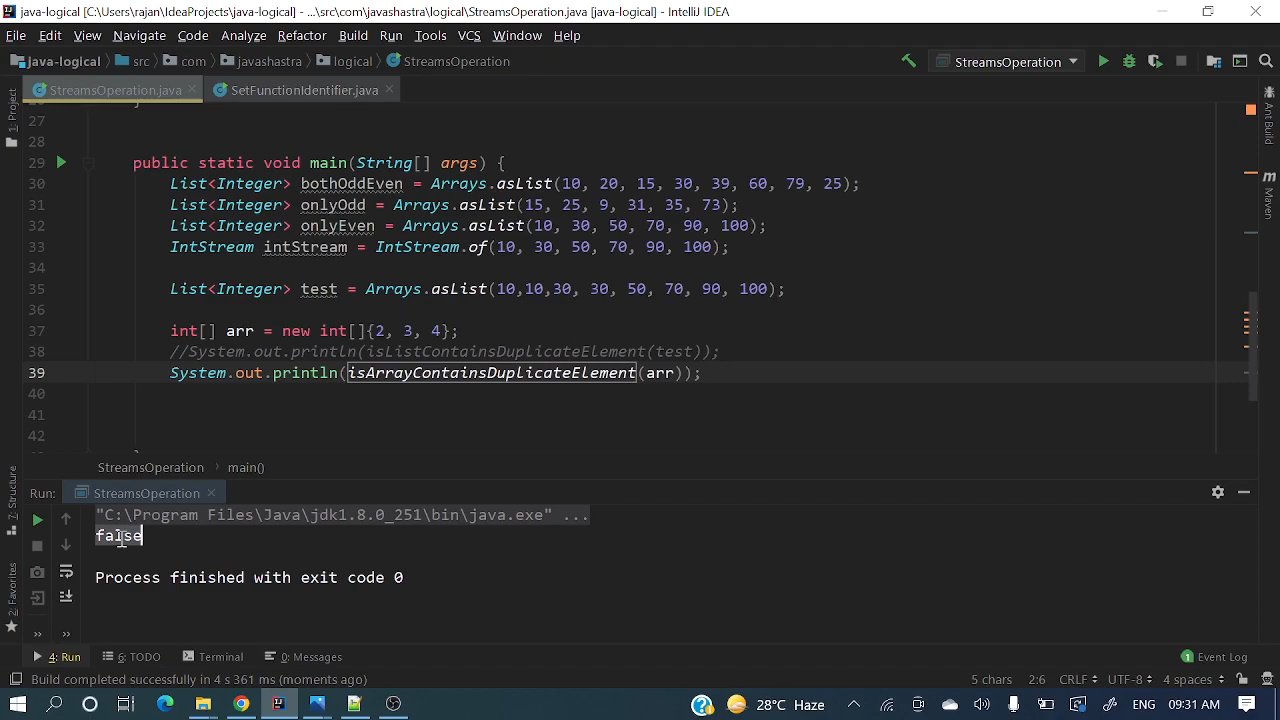 java-logical [C:\Users\rajan\IdeaProjects\java-logical] - ...\src\com\javashastra\logical\StreamsOperation.java [java-logical] - IntelliJ IDEA
File Edit View Navigate Code Analyze Refactor Build Run Tools VCS Window Help
java-logical src com javashastra logical StreamsOperation StreamsOperation
StreamsOperation.java SetFunctionIdentifier.java
1: Project
Ant Build
Maven
27
28
29 public static void main(String[] args) {
30 List<Integer> bothOddEven = Arrays.asList(10, 20, 15, 30, 39, 60, 79, 25);
31 List<Integer> onlyOdd = Arrays.asList(15, 25, 9, 31, 35, 73);
32 List<Integer> onlyEven = Arrays.asList(10, 30, 50, 70, 90, 100);
33 IntStream intStream = IntStream.of(10, 30, 50, 70, 90, 100);
34
35 List<Integer> test = Arrays.asList(10,10,30, 30, 50, 70, 90, 100);
36
37 int[] arr = new int[]{2, 3, 4};
38 //System.out.println(isListContainsDuplicateElement(test));
39 System.out.println(isArrayContainsDuplicateElement(arr));
40
41
42
StreamsOperation main()
7: Structure
2: Favorites
Run: StreamsOperation
"C:\Program Files\Java\jdk1.8.0_251\bin\java.exe" ...
false
Process finished with exit code 0
4: Run 6: TODO Terminal 0: Messages 1 Event Log
Build completed successfully in 4 s 361 ms (moments ago) 5 chars 2:6 CRLF UTF-8 4 spaces
28°C Haze 09:31 AM